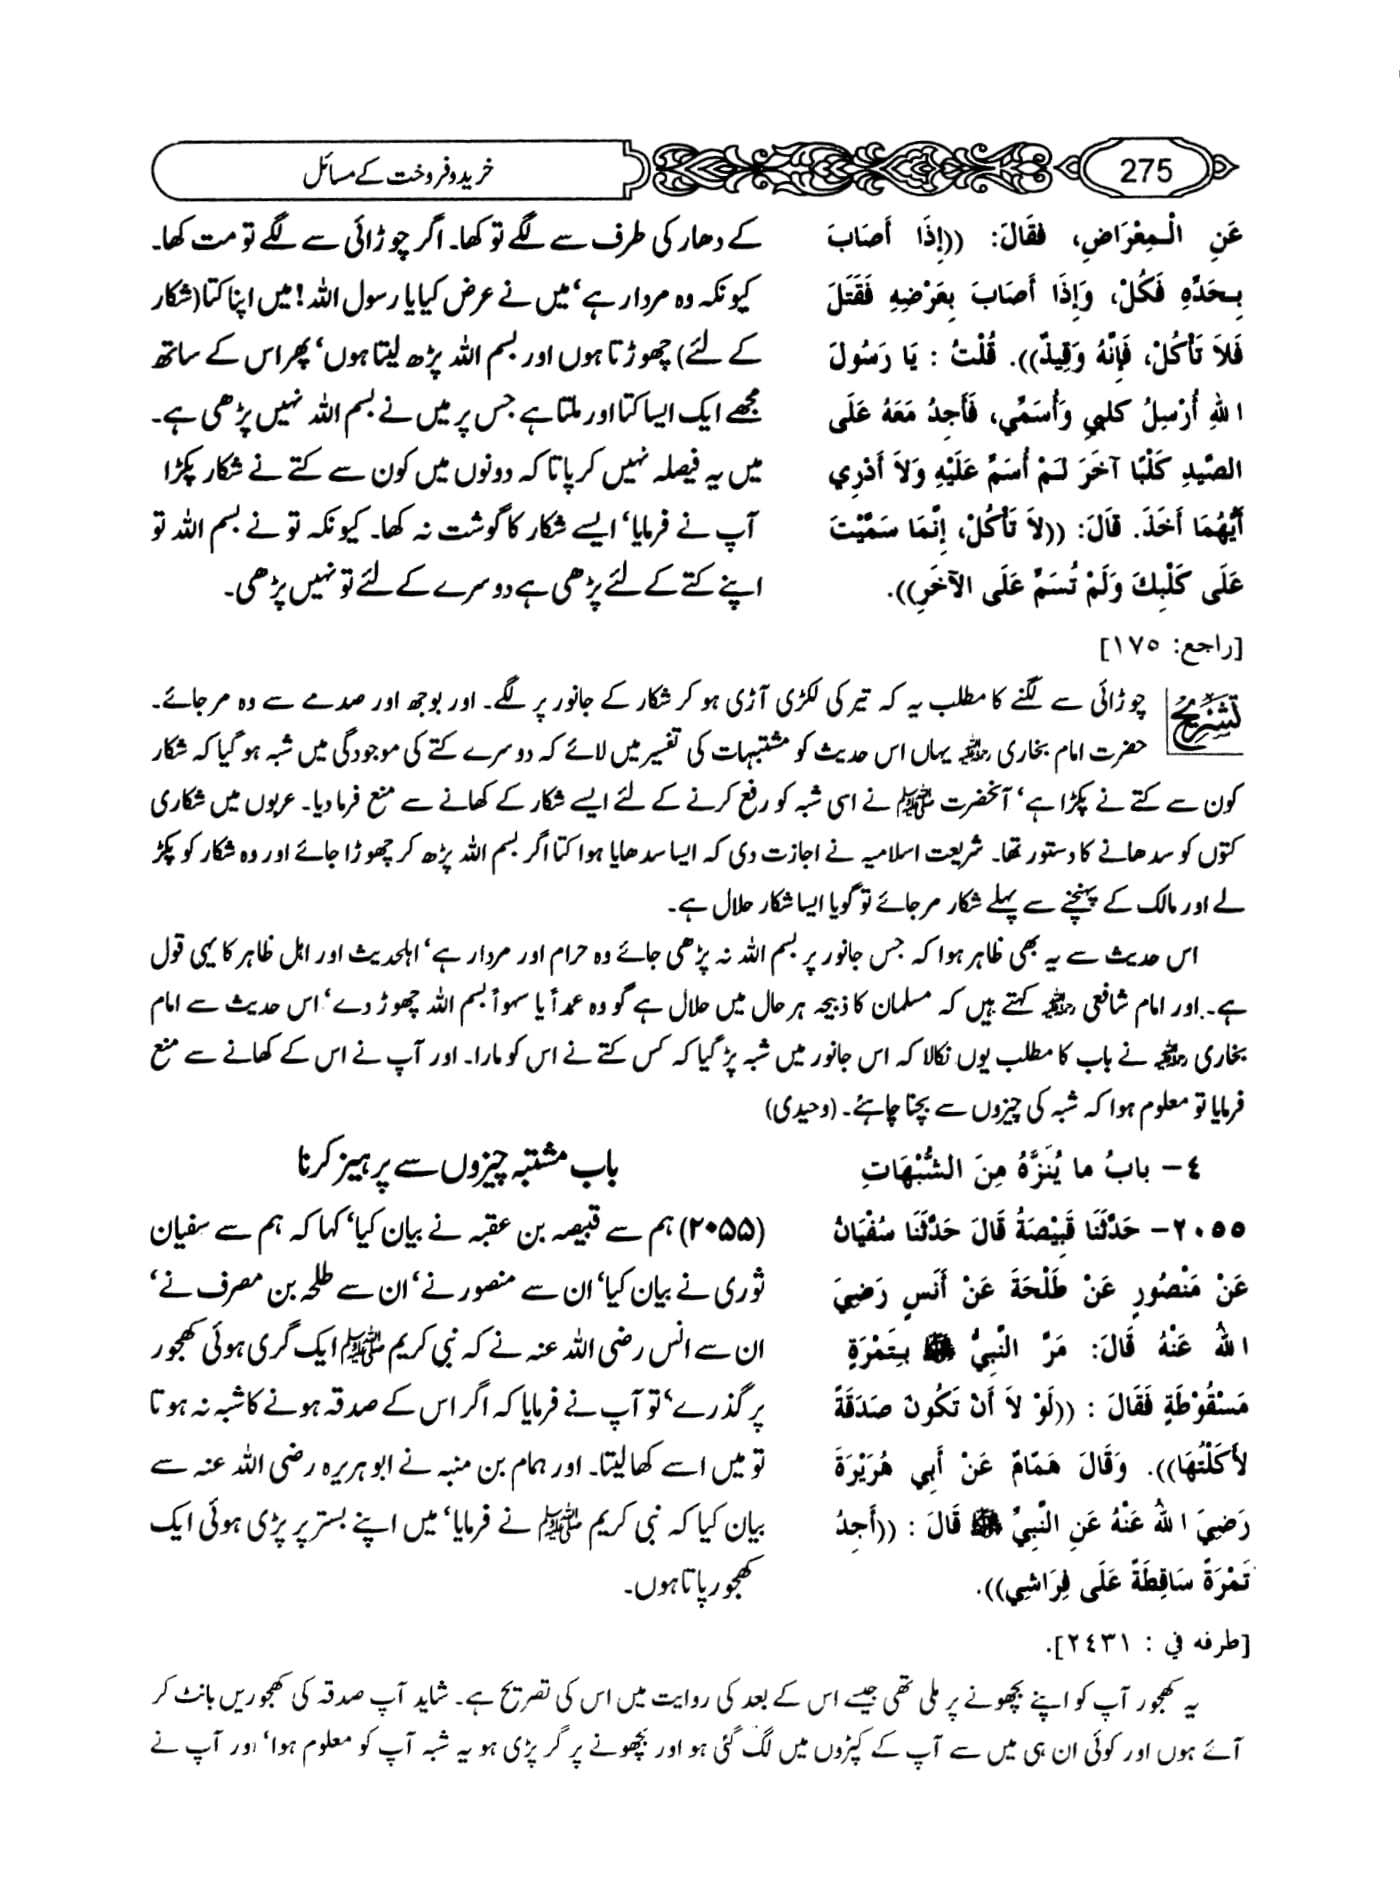 275
خرید و فروخت کے مسائل
عَنِ الْمِعْرَاضِ، فَقَالَ: ((إِذَا أَصَابَ
بِحَدِّهِ فَكُلْ، وَإِذَا أَصَابَ بِعَرْضِهِ فَقَتَلَ
فَلاَ تَأْكُلْ، فَإِنَّهُ وَقِيذٌ)). قُلْتُ : يَا رَسُولَ
اللهِ أُرْسِلُ كَلبِي وَأُسَمِّي، فَأَجِدُ مَعَهُ عَلَى
الصَّيدِ كَلْبًا آخَرَ لَمْ أُسَمِّ عَلَيْهِ وَلاَ أَدْرِي
أَيُّهُمَا أَخَذَ. قَالَ: ((لاَ تَأْكُلْ، إِنَّمَا سَمَّيْتَ
عَلَى كَلْبِكَ وَلَمْ تُسَمِّ عَلَى الآخَرِ)).
[راجع: ١٧٥]
کے دھار کی طرف سے لگے تو کھا۔ اگر چوڑائی سے لگے تو مت کھا۔
کیونکہ وہ مردار ہے‘ میں نے عرض کیا یا رسول اللہ! میں اپنا کتا (شکار
کے لئے) چھوڑتا ہوں اور بسم اللہ پڑھ لیتا ہوں‘ پھر اس کے ساتھ
مجھے ایک ایسا کتا اور ملتا ہے جس پر میں نے بسم اللہ نہیں پڑھی ہے۔
میں یہ فیصلہ نہیں کر پاتا کہ دونوں میں کون سے کتے نے شکار پکڑا
آپ نے فرمایا‘ ایسے شکار کا گوشت نہ کھا۔ کیونکہ تو نے بسم اللہ تو
اپنے کتے کے لئے پڑھی ہے دوسرے کے لئے تو نہیں پڑھی۔
تشریح
چوڑائی سے لگنے کا مطلب یہ کہ تیر کی لکڑی آڑی ہو کر شکار کے جانور پر لگے۔ اور بوجھ اور صدمے سے وہ مر جائے۔
حضرت امام بخاری رحمۃ اللہ علیہ یہاں اس حدیث کو مشتبہات کی تفسیر میں لائے کہ دوسرے کتے کی موجودگی میں شبہ ہو گیا کہ شکار
کون سے کتے نے پکڑا ہے‘ آنحضرت ﷺ نے اسی شبہ کو رفع کرنے کے لئے ایسے شکار کے کھانے سے منع فرما دیا۔ عربوں میں شکاری
کتوں کو سدھانے کا دستور تھا۔ شریعت اسلامیہ نے اجازت دی کہ ایسا سدھایا ہوا کتا اگر بسم اللہ پڑھ کر چھوڑا جائے اور وہ شکار کو پکڑ
لے اور مالک کے پہنچنے سے پہلے شکار مر جائے تو گویا ایسا شکار حلال ہے۔
اس حدیث سے یہ بھی ظاہر ہوا کہ جس جانور پر بسم اللہ نہ پڑھی جائے وہ حرام اور مردار ہے‘ اہلحدیث اور اہل ظاہر کا یہی قول
ہے۔ اور امام شافعی رحمۃ اللہ علیہ کہتے ہیں کہ مسلمان کا ذبیحہ ہر حال میں حلال ہے گو وہ عمداً یا سہواً بسم اللہ چھوڑ دے‘ اس حدیث سے امام
بخاری رحمۃ اللہ علیہ نے باب کا مطلب یوں نکالا کہ اس جانور میں شبہ پڑ گیا کہ کس کتے نے اس کو مارا۔ اور آپ نے اس کے کھانے سے منع
فرمایا تو معلوم ہوا کہ شبہ کی چیزوں سے بچنا چاہئے۔ (وحیدی)
٤- بابُ ما يُنَزَّهُ مِنَ الشُّبُهَاتِ
باب مشتبہ چیزوں سے پرہیز کرنا
٢٠٥٥- حَدَّثَنَا قَبِيْصَةُ قَالَ حَدَّثَنَا سُفْيَانُ
عَنْ مَنْصُورٍ عَنْ طَلْحَةَ عَنْ أَنَسٍ رَضِيَ
اللهُ عَنْهُ قَالَ: مَرَّ النَّبِيُّ ﷺ بِتَمْرَةٍ
مَسْقُوطَةٍ فَقَالَ : ((لَوْ لاَ أَنْ تَكُونَ صَدَقَةً
لأَكَلْتُهَا)). وَقَالَ هَمَّامٌ عَنْ أَبِي هُرَيْرَةَ
رَضِيَ اللهُ عَنْهُ عَنِ النَّبِيِّ ﷺ قَالَ : ((أَجِدُ
تَمْرَةً سَاقِطَةً عَلَى فِرَاشِي)).
[طرفه في : ٢٤٣١].
(۲۰۵۵) ہم سے قبیصہ بن عقبہ نے بیان کیا‘ کہا کہ ہم سے سفیان
ثوری نے بیان کیا‘ ان سے منصور نے‘ ان سے طلحہ بن مصرف نے‘
ان سے انس رضی اللہ عنہ نے کہ نبی کریم ﷺ ایک گری ہوئی کھجور
پر گذرے‘ تو آپ نے فرمایا کہ اگر اس کے صدقہ ہونے کا شبہ نہ ہوتا
تو میں اسے کھا لیتا۔ اور ہمام بن منبہ نے ابو ہریرہ رضی اللہ عنہ سے
بیان کیا کہ نبی کریم ﷺ نے فرمایا‘ میں اپنے بستر پر پڑی ہوئی ایک
کھجور پاتا ہوں۔
یہ کھجور آپ کو اپنے بچھونے پر ملی تھی جیسے اس کے بعد کی روایت میں اس کی تصریح ہے۔ شاید آپ صدقہ کی کھجوریں بانٹ کر
آئے ہوں اور کوئی ان ہی میں سے آپ کے کپڑوں میں لگ گئی ہو اور بچھونے پر گر پڑی ہو یہ شبہ آپ کو معلوم ہوا‘ اور آپ نے